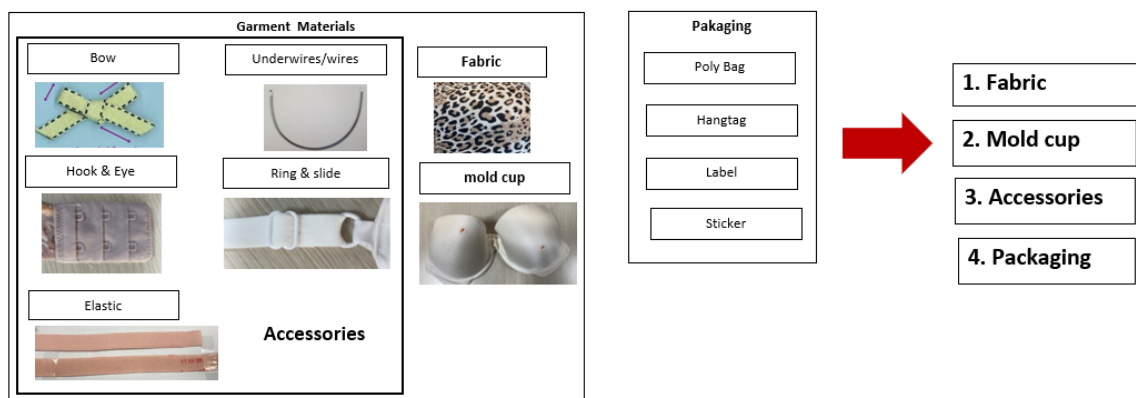 Garment Materials
Bow
Underwires/wires
Fabric
Hook & Eye
Ring & slide
mold cup
Elastic
Accessories
Pakaging
Poly Bag
Hangtag
Label
Sticker
1. Fabric
2. Mold cup
3. Accessories
4. Packaging